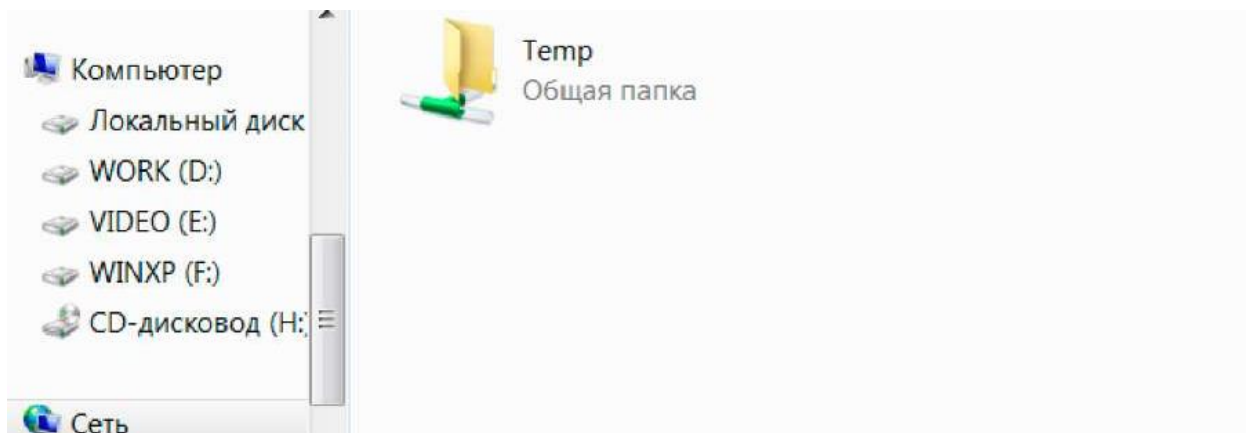 Компьютер
Локальный диск
WORK (D:)
VIDEO (E:)
WINXP (F:)
CD-дисковод (H:)
Сеть
Temp
Общая папка